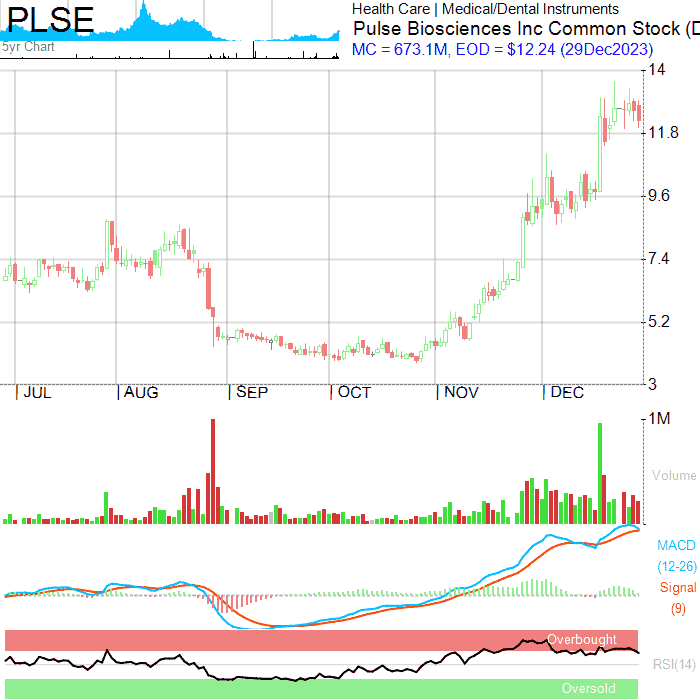 PLSE
5yr Chart
Health Care | Medical/Dental Instruments
Pulse Biosciences Inc Common Stock (D
MC = 673.1M, EOD = $12.24 (29Dec2023)
14
11.8
9.6
7.4
5.2
3
JUL AUG SEP OCT NOV DEC
1M
Volume
MACD
(12-26)
Signal
(9)
Overbought
RSI(14)
Oversold